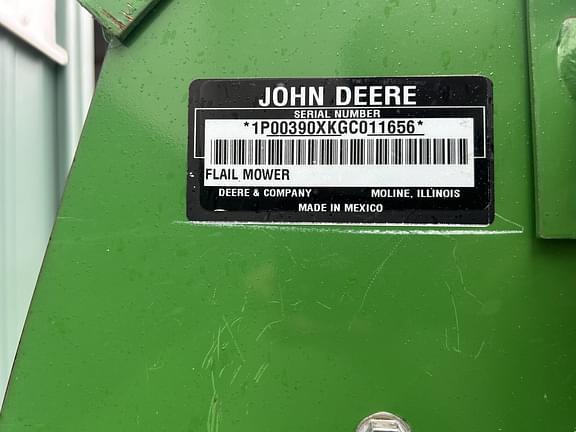 JOHN DEERE
SERIAL NUMBER
*1P00390XKGC011656*
FLAIL MOWER
DEERE & COMPANY MOLINE, ILLINOIS
MADE IN MEXICO